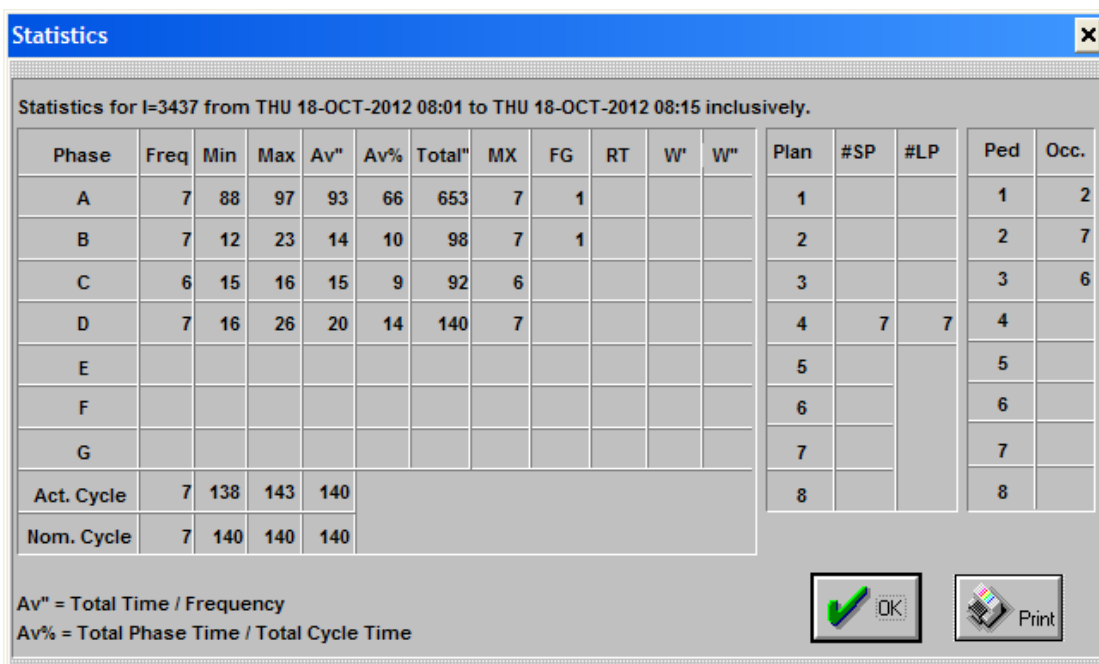 Statistics
Statistics for I=3437 from THU 18-OCT-2012 08:01 to THU 18-OCT-2012 08:15 inclusively.
Phase Freq Min Max Av" Av% Total" MX FG RT W' W" Plan #SP #LP Ped Occ.
A 7 88 97 93 66 653 7 1 1 1 2
B 7 12 23 14 10 98 7 1 2 2 7
C 6 15 16 15 9 92 6 3 3 6
D 7 16 26 20 14 140 7 4 7 7 4
E 5 5
F 6 6
G 7 7
Act. Cycle 7 138 143 140 8 8
Nom. Cycle 7 140 140 140
Av" = Total Time / Frequency
Av% = Total Phase Time / Total Cycle Time
OK
Print